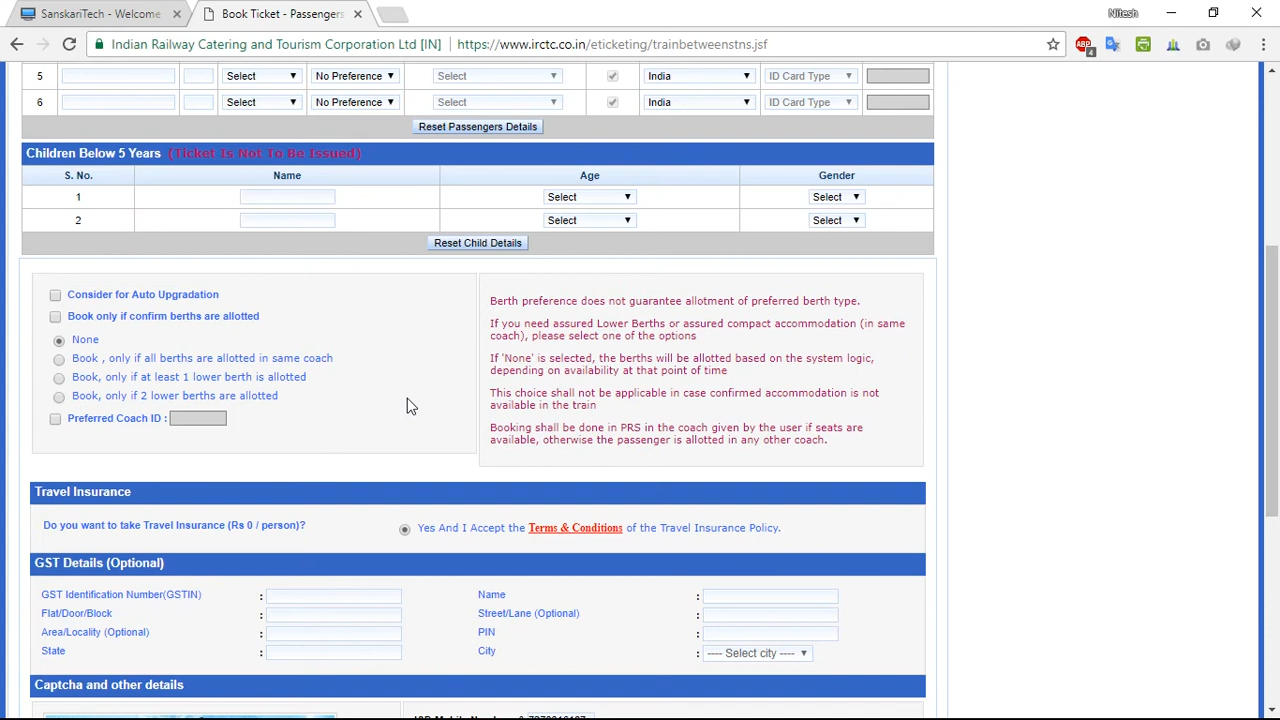 SanskariTech - Welcome
Book Ticket - Passengers
Nitesh
Indian Railway Catering and Tourism Corporation Ltd [IN]
https://www.irctc.co.in/eticketing/trainbetweenstns.jsf
ABP
4
5 Select No Preference Select India ID Card Type
6 Select No Preference Select India ID Card Type
Reset Passengers Details
Children Below 5 Years (Ticket Is Not To Be Issued)
S. No. Name Age Gender
1 Select Select
2 Select Select
Reset Child Details
Consider for Auto Upgradation
Book only if confirm berths are allotted
None
Book , only if all berths are allotted in same coach
Book, only if at least 1 lower berth is allotted
Book, only if 2 lower berths are allotted
Preferred Coach ID :
Berth preference does not guarantee allotment of preferred berth type.
If you need assured Lower Berths or assured compact accommodation (in same
coach), please select one of the options
If 'None' is selected, the berths will be allotted based on the system logic,
depending on availability at that point of time
This choice shall not be applicable in case confirmed accommodation is not
available in the train
Booking shall be done in PRS in the coach given by the user if seats are
available, otherwise the passenger is allotted in any other coach.
Travel Insurance
Do you want to take Travel Insurance (Rs 0 / person)? Yes And I Accept the Terms & Conditions of the Travel Insurance Policy.
GST Details (Optional)
GST Identification Number(GSTIN) : Name :
Flat/Door/Block : Street/Lane (Optional) :
Area/Locality (Optional) : PIN :
State : City : ---- Select city ----
Captcha and other details